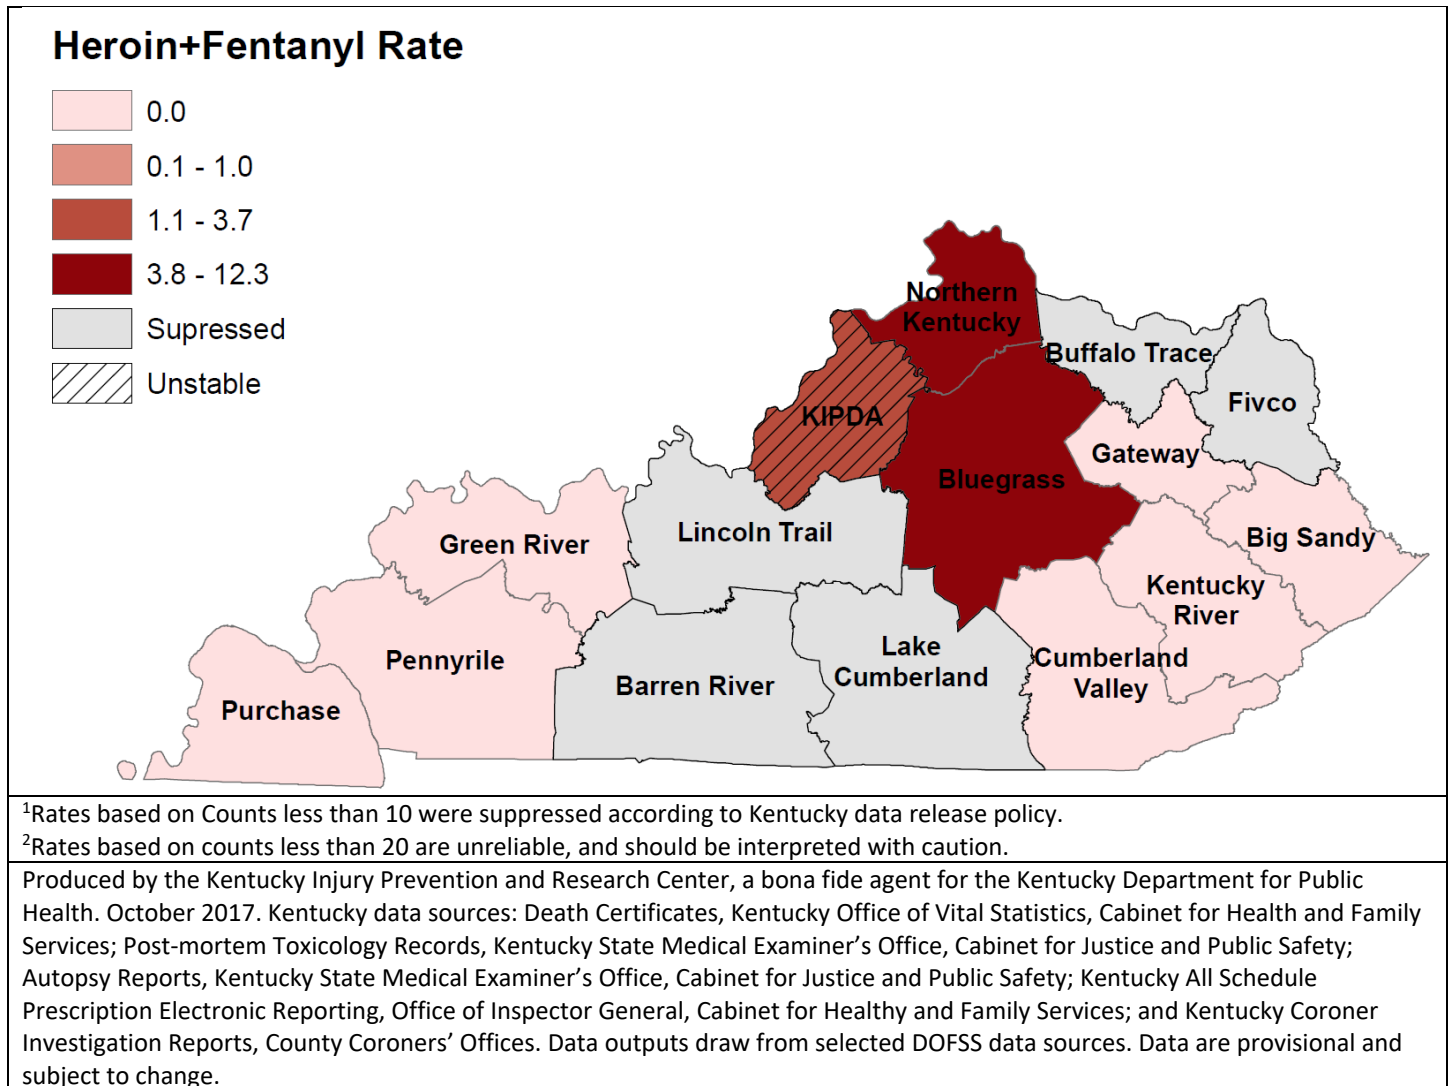 Heroin+Fentanyl Rate
0.0
0.1 - 1.0
1.1 - 3.7
3.8 - 12.3
Supressed
Unstable
Northern
Kentucky
Buffalo Trace
Fivco
KIPDA
Gateway
Bluegrass
Lincoln Trail
Big Sandy
Green River
Kentucky
River
Lake
Cumberland
Cumberland
Valley
Pennyrile
Barren River
Purchase
¹Rates based on Counts less than 10 were suppressed according to Kentucky data release policy.
²Rates based on counts less than 20 are unreliable, and should be interpreted with caution.
Produced by the Kentucky Injury Prevention and Research Center, a bona fide agent for the Kentucky Department for Public
Health. October 2017. Kentucky data sources: Death Certificates, Kentucky Office of Vital Statistics, Cabinet for Health and Family
Services; Post-mortem Toxicology Records, Kentucky State Medical Examiner’s Office, Cabinet for Justice and Public Safety;
Autopsy Reports, Kentucky State Medical Examiner’s Office, Cabinet for Justice and Public Safety; Kentucky All Schedule
Prescription Electronic Reporting, Office of Inspector General, Cabinet for Healthy and Family Services; and Kentucky Coroner
Investigation Reports, County Coroners’ Offices. Data outputs draw from selected DOFSS data sources. Data are provisional and
subject to change.